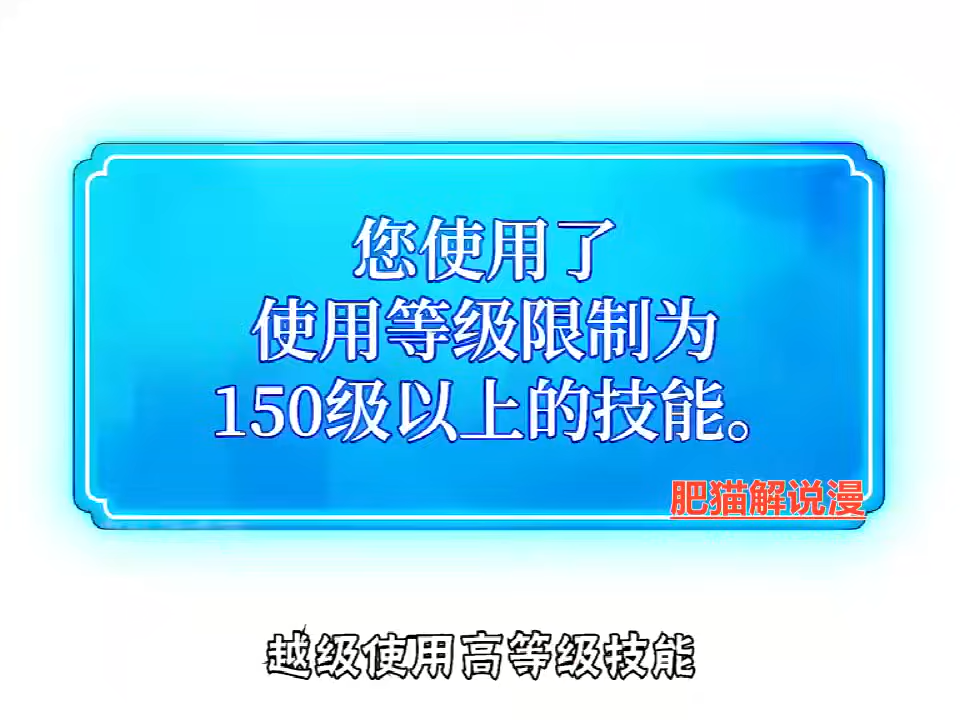 您使用了
使用等级限制为
150级以上的技能。
肥猫解说漫
越级使用高等级技能